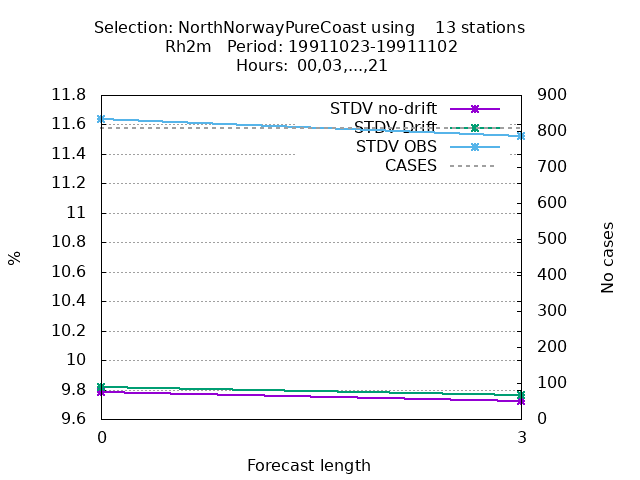 Selection: NorthNorwayPureCoast using    13 stations
Rh2m   Period: 19911023-19911102
Hours:  00,03,...,21
11.8
11.6
11.4
11.2
11
10.8
10.6
10.4
10.2
10
9.8
9.6
%
STDV no-drift
STDV Drift
STDV OBS
CASES
900
800
700
600
500
400
300
200
100
0
No cases
0
3
Forecast length